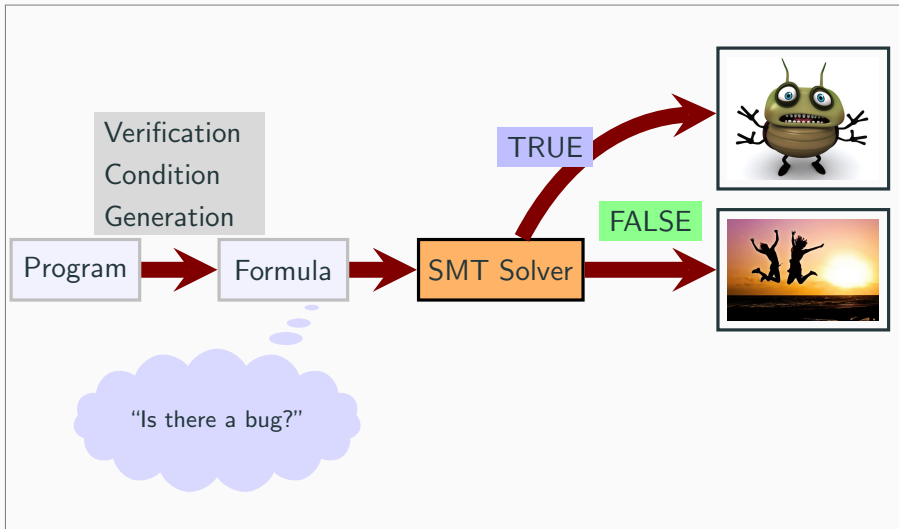 Verification
Condition
Generation
TRUE
FALSE
Program
Formula
SMT Solver
“Is there a bug?”